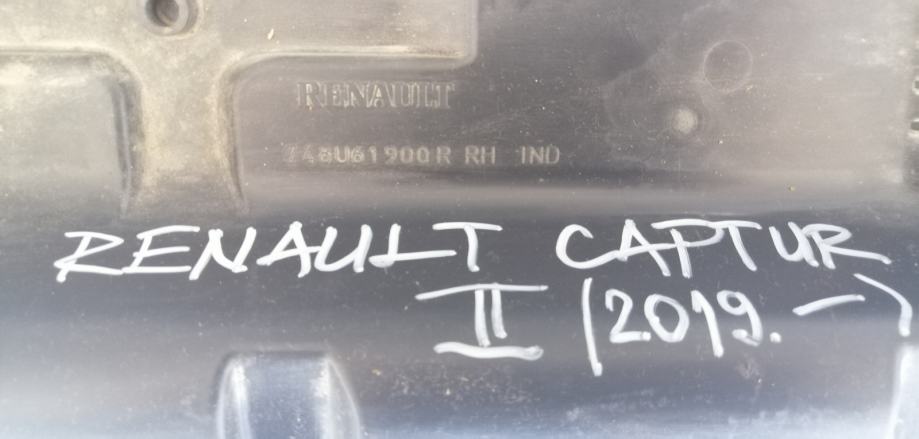 RENAULT
748U61900R RH IND
RENAULT CAPTUR
II (2019.-)